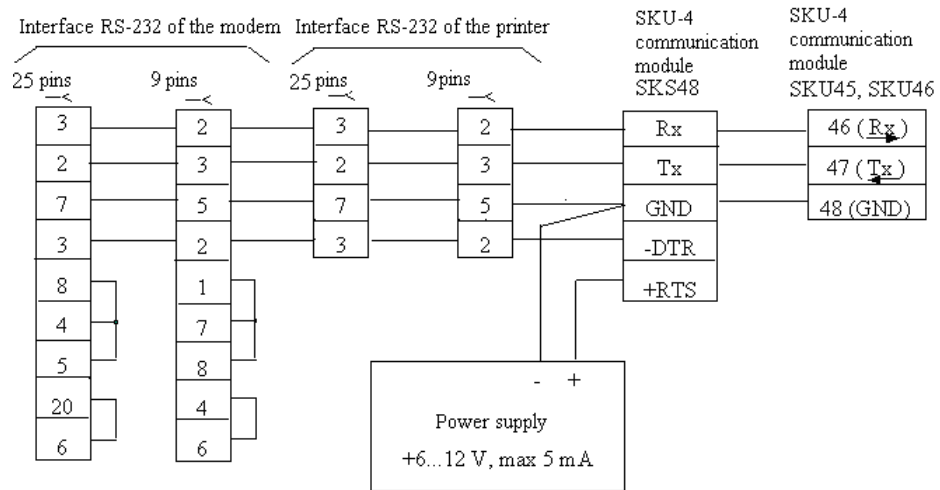 Interface RS-232 of the modem
Interface RS-232 of the printer
SKU-4
communication
module
SKS48
SKU-4
communication
module
SKU45, SKU46
25 pins
9 pins
25 pins
9pins
3 2 3 2 Rx 46 (Rx)
2 3 2 3 Tx 47 (Tx)
7 5 7 5 GND 48 (GND)
3 2 3 2 -DTR
8 1 +RTS
4 7
5 8
20 4
6 6
- +
Power supply
+6...12 V, max 5 mA